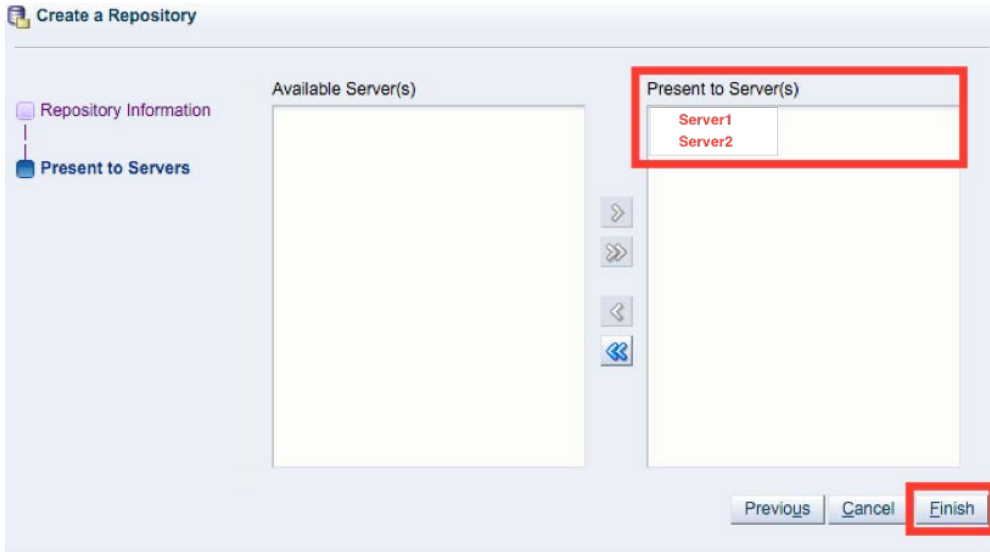 Create a Repository
Repository Information
Present to Servers
Available Server(s)
Present to Server(s)
Server1
Server2
Previous
Cancel
Finish